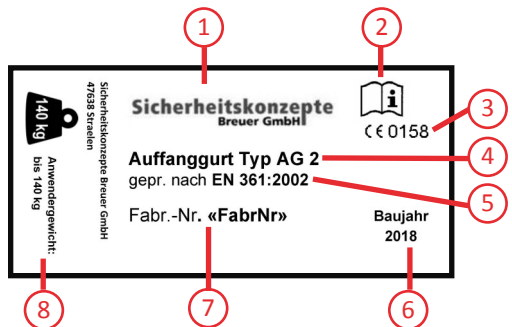 1
2
3
4
5
6
7
8
140 kg
Anwendergewicht:
bis 140 kg
Sicherheitskonzepte Breuer GmbH
47638 Straelen
Sicherheitskonzepte
Breuer GmbH
i
CE 0158
Auffanggurt Typ AG 2
gepr. nach EN 361:2002
Fabr.-Nr. «FabrNr»
Baujahr
2018